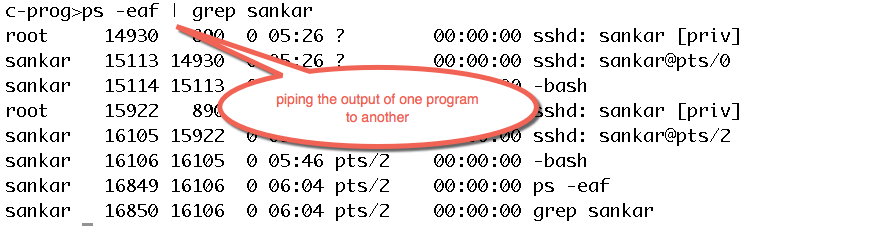 c-prog>ps -eaf | grep sankar
root 14930 890 0 05:26 ? 00:00:00 sshd: sankar [priv]
sankar 15113 14930 0 05:26 ? 00:00:00 sshd: sankar@pts/0
sankar 15114 15113 0 -bash
piping the output of one program
to another
root 15922 890 sshd: sankar [priv]
sankar 16105 15922 sshd: sankar@pts/2
sankar 16106 16105 0 05:46 pts/2 00:00:00 -bash
sankar 16849 16106 0 06:04 pts/2 00:00:00 ps -eaf
sankar 16850 16106 0 06:04 pts/2 00:00:00 grep sankar